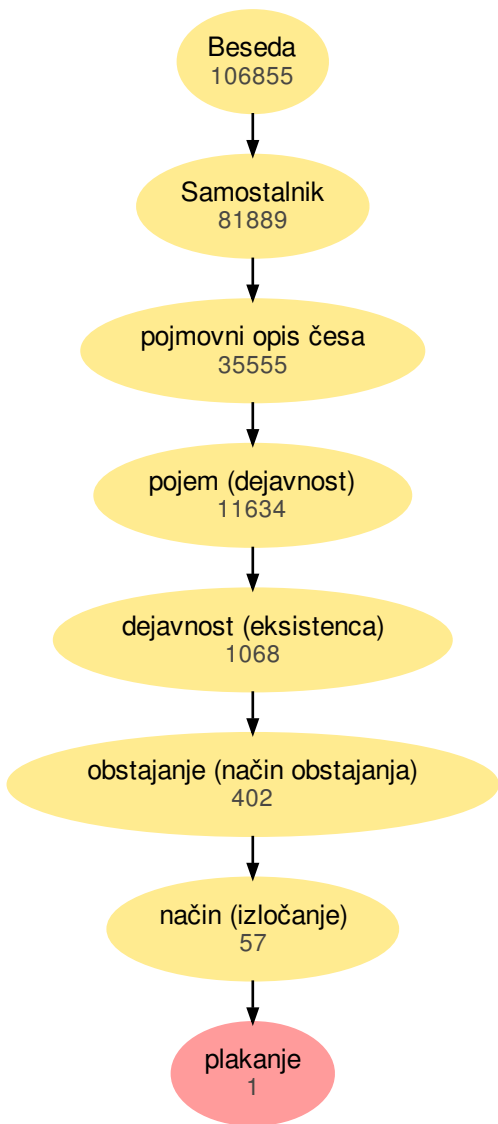 Beseda
106855
Samostalnik
81889
pojmovni opis česa
35555
pojem (dejavnost)
11634
dejavnost (eksistenca)
1068
obstajanje (način obstajanja)
402
način (izločanje)
57
plakanje
1